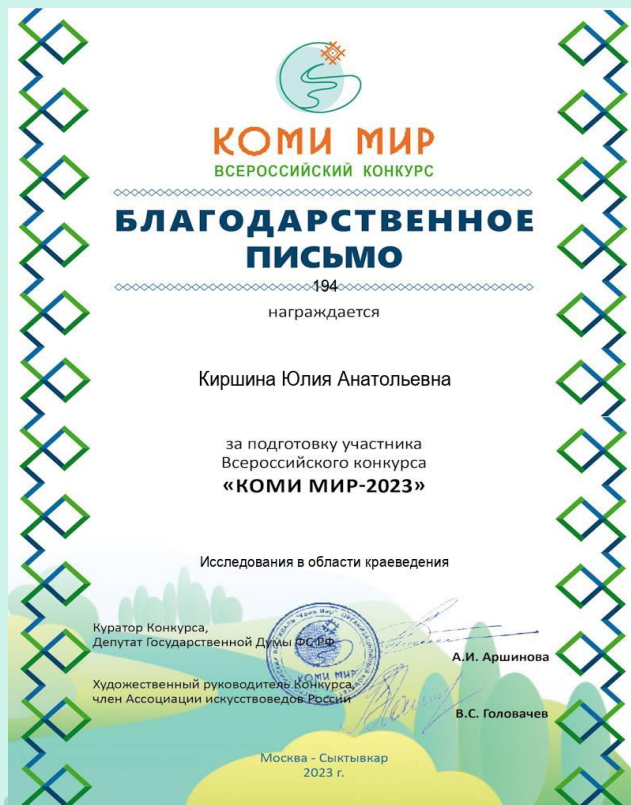 КОМИ МИР
ВСЕРОССИЙСКИЙ КОНКУРС
БЛАГОДАРСТВЕННОЕ
ПИСЬМО
194
награждается
Киршина Юлия Анатольевна
за подготовку участника
Всероссийского конкурса
«КОМИ МИР-2023»
Исследования в области краеведения
Куратор Конкурса,
Депутат Государственной Думы ФС РФ
А.И. Аршинова
Художественный руководитель Конкурса,
член Ассоциации искусствоведов России
В.С. Головачев
КОМИ МИР
Москва - Сыктывкар
2023 г.